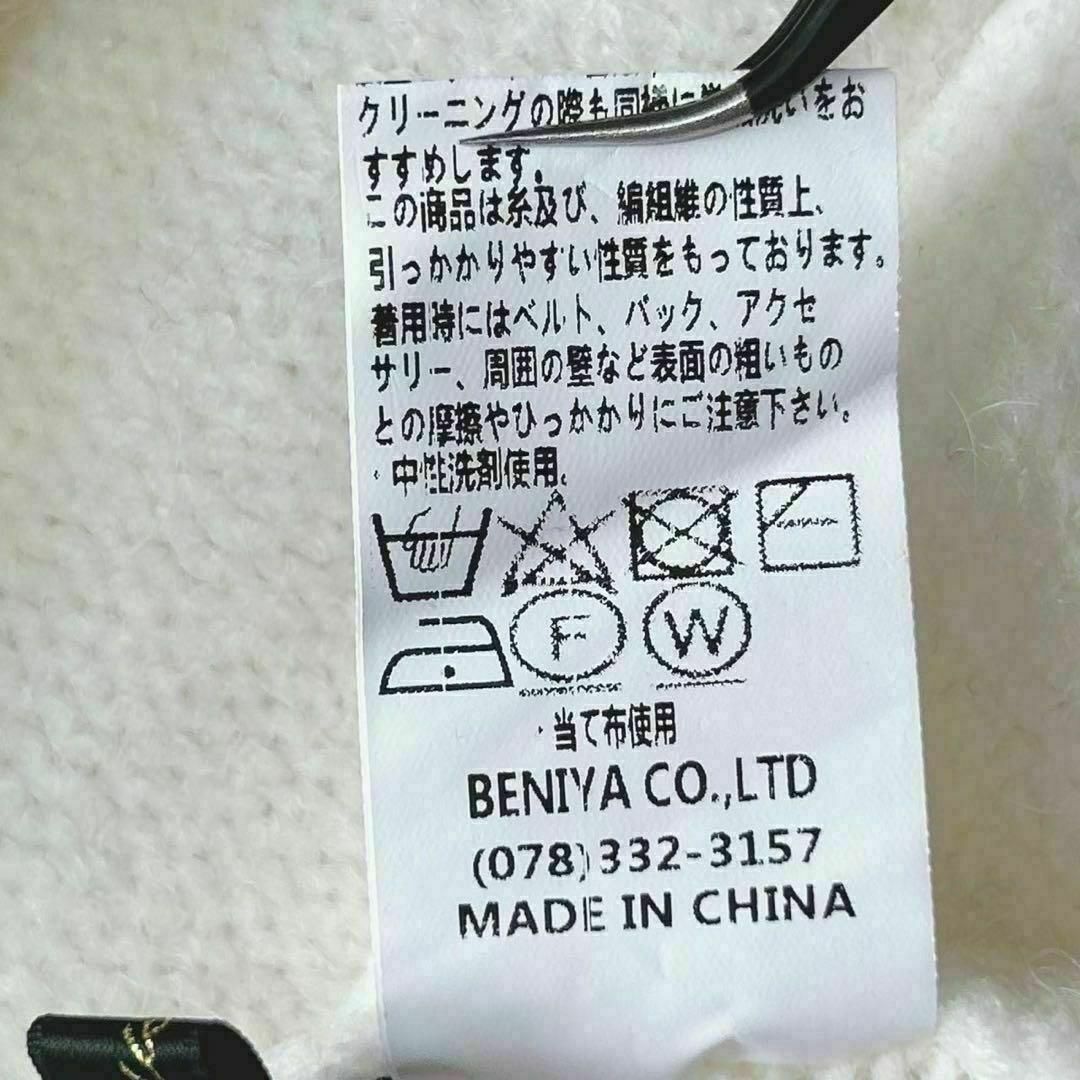 クリーニングの際も同様に洗いをお
すすめします。
この商品は糸及び、編組維の性質上、
引っかかりやすい性質をもっております。
着用時にはベルト、バック、アクセ
サリー、周囲の壁など表面の粗いもの
との摩擦やひっかかりにご注意下さい。
・中性洗剤使用。
F W
・当て布使用
BENIYA CO.,LTD
(078)332-3157
MADE IN CHINA